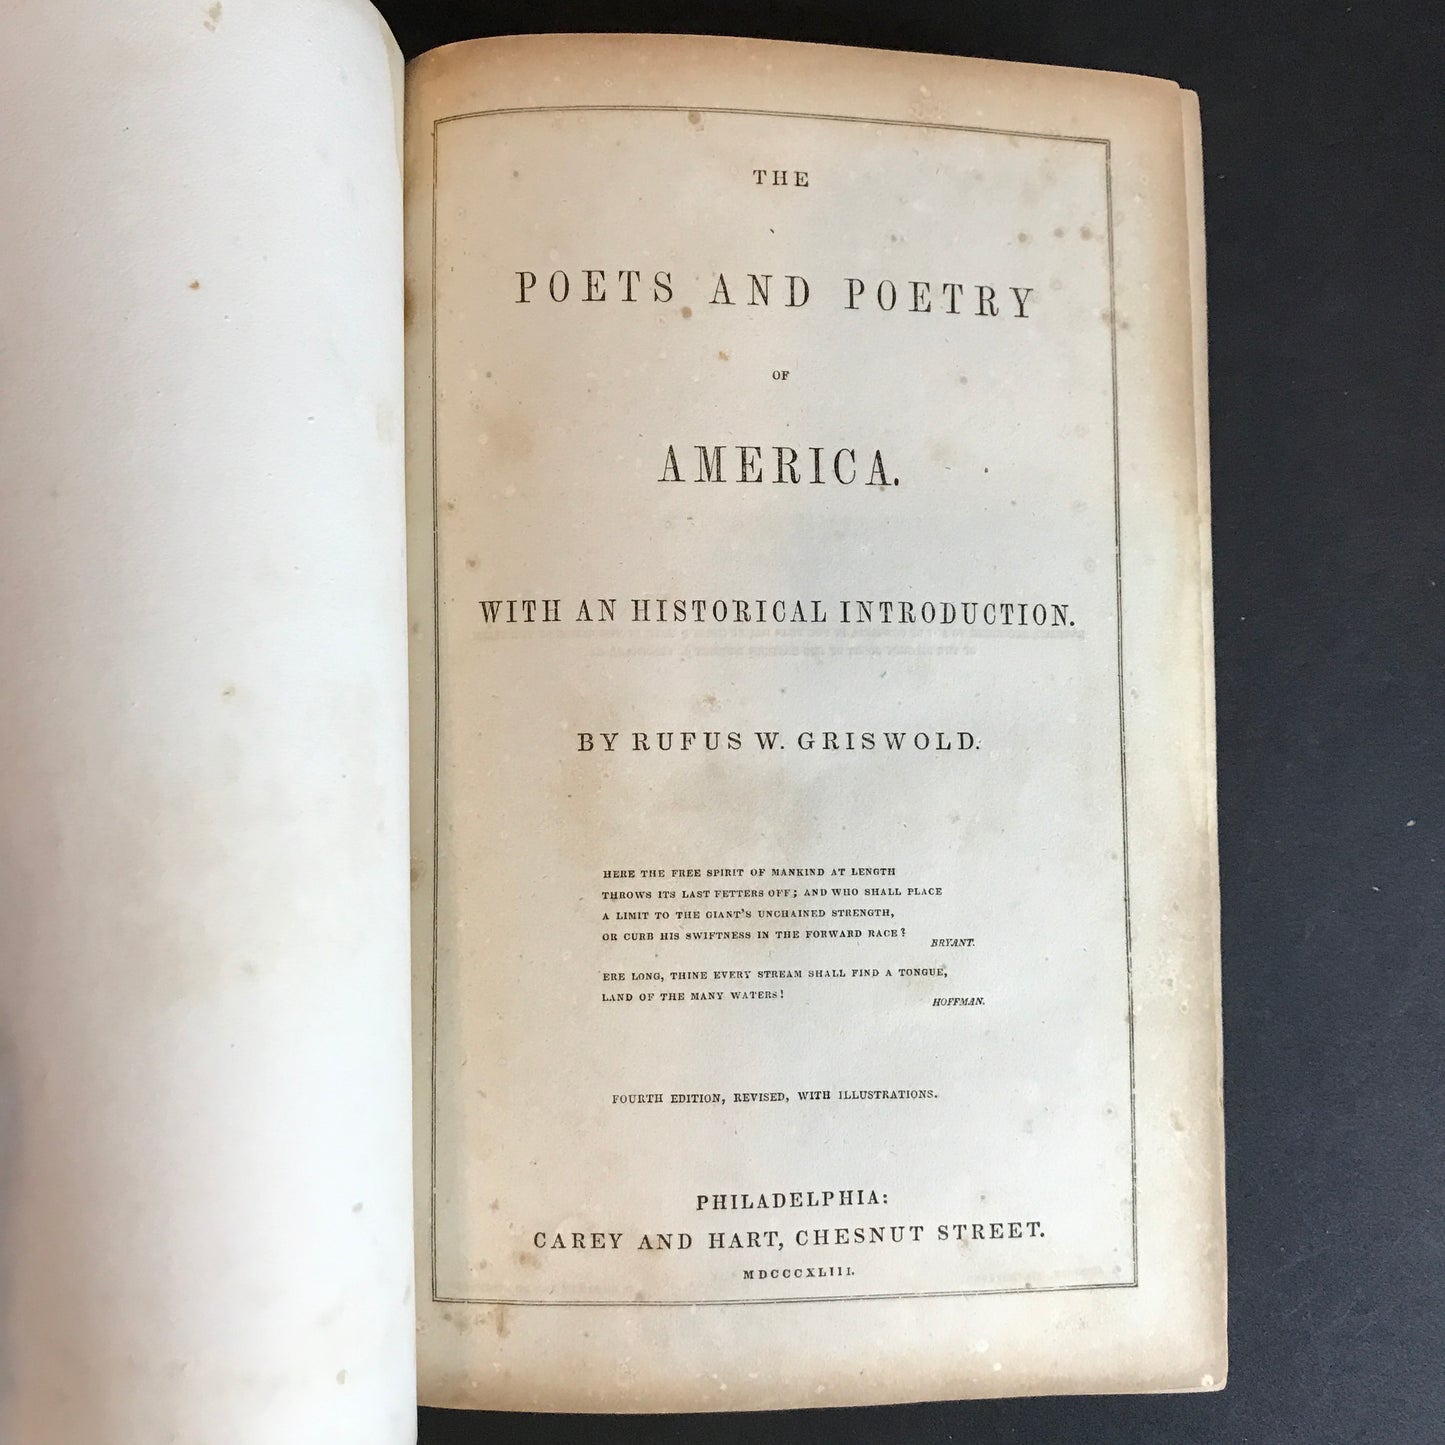 THE
POETS AND POETRY
OF
AMERICA.
WITH AN HISTORICAL INTRODUCTION.
BY RUFUS W. GRISWOLD.
HERE THE FREE SPIRIT OF MANKIND AT LENGTH
THROWS ITS LAST FETTERS OFF; AND WHO SHALL PLACE
A LIMIT TO THE GIANT'S UNCHAINED STRENGTH,
OR CURB HIS SWIFTNESS IN THE FORWARD RACE?
BRYANT.
ERE LONG, THINE EVERY STREAM SHALL FIND A TONGUE,
LAND OF THE MANY WATERS!
HOFFMAN.
FOURTH EDITION, REVISED, WITH ILLUSTRATIONS.
PHILADELPHIA:
CAREY AND HART, CHESNUT STREET.
MDCCCXLIII.